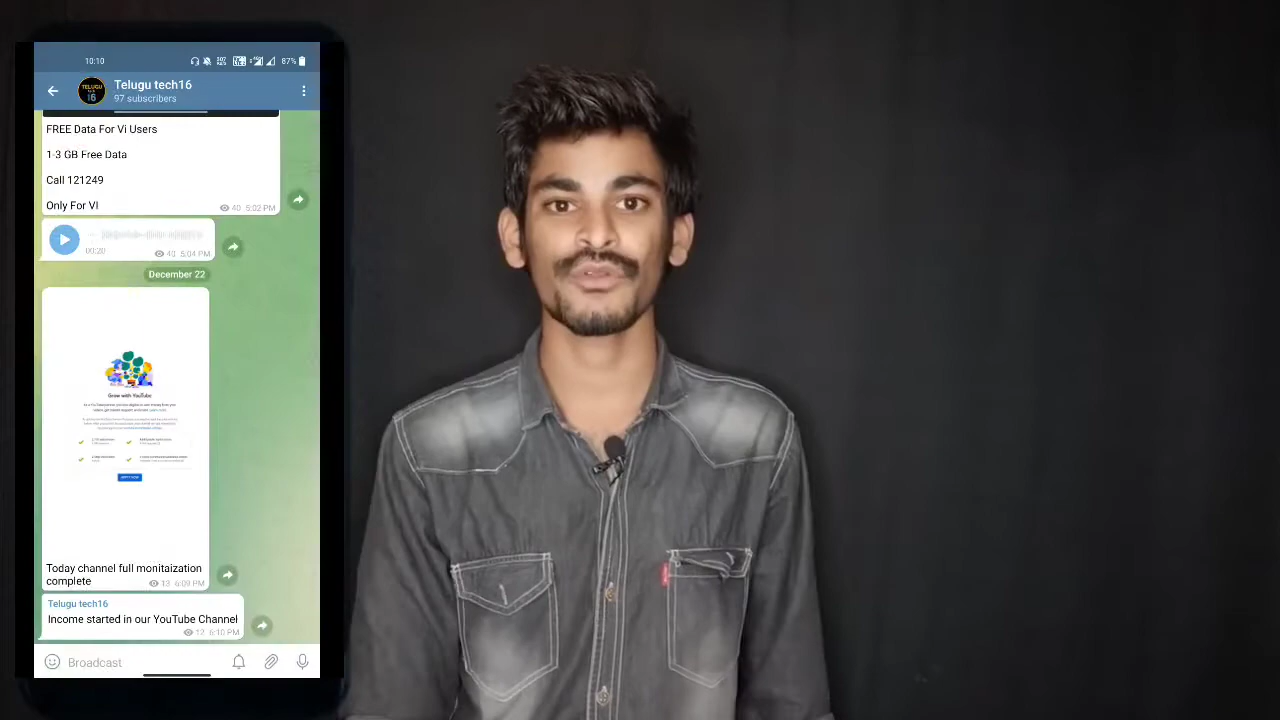 10:10
87%
TELUGU
16
Telugu tech16
97 subscribers
FREE Data For Vi Users
1-3 GB Free Data
Call 121249
Only For VI
40 5:02 PM
00:20
40 5:04 PM
December 22
Grow with YouTube
Today channel full monitaization
complete
13 6:09 PM
Telugu tech16
Income started in our YouTube Channel
12 6:10 PM
Broadcast